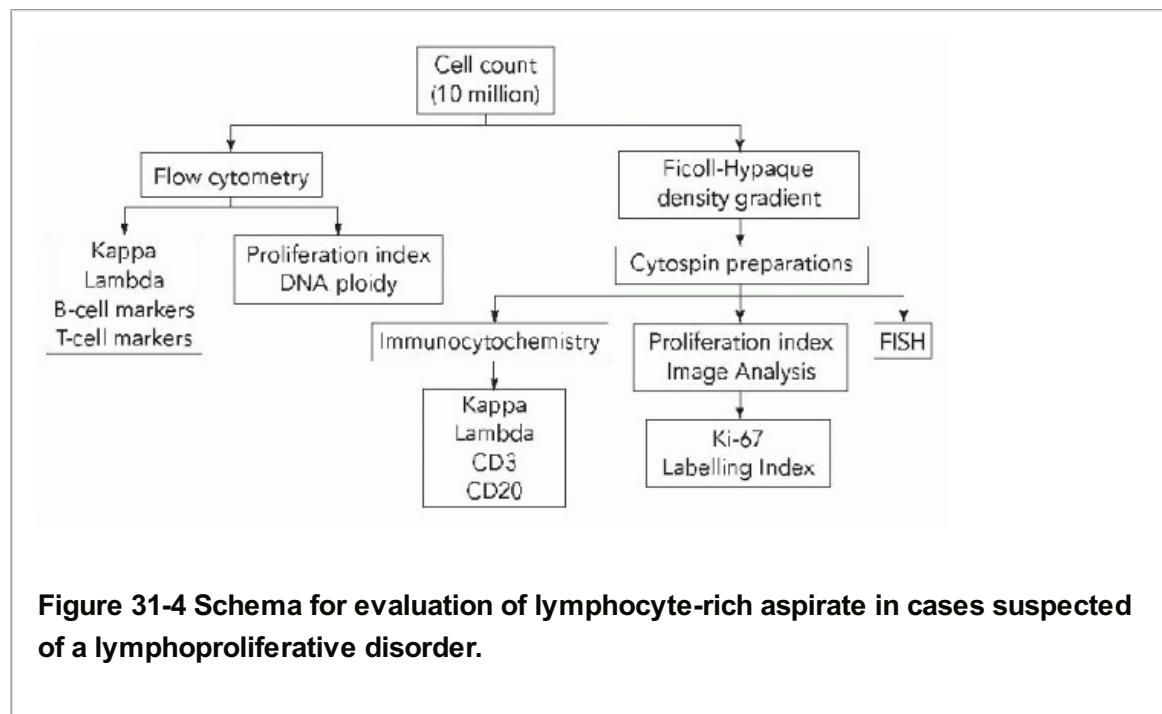 Cell count
(10 million)
Flow cytometry
Ficoll-Hypaque
density gradient
Kappa
Lambda
B-cell markers
T-cell markers
Proliferation index
DNA ploidy
Cytospin preparations
Immunocytochemistry
Proliferation index
Image Analysis
FISH
Kappa
Lambda
CD3
CD20
Ki-67
Labelling Index
Figure 31-4 Schema for evaluation of lymphocyte-rich aspirate in cases suspected
of a lymphoproliferative disorder.